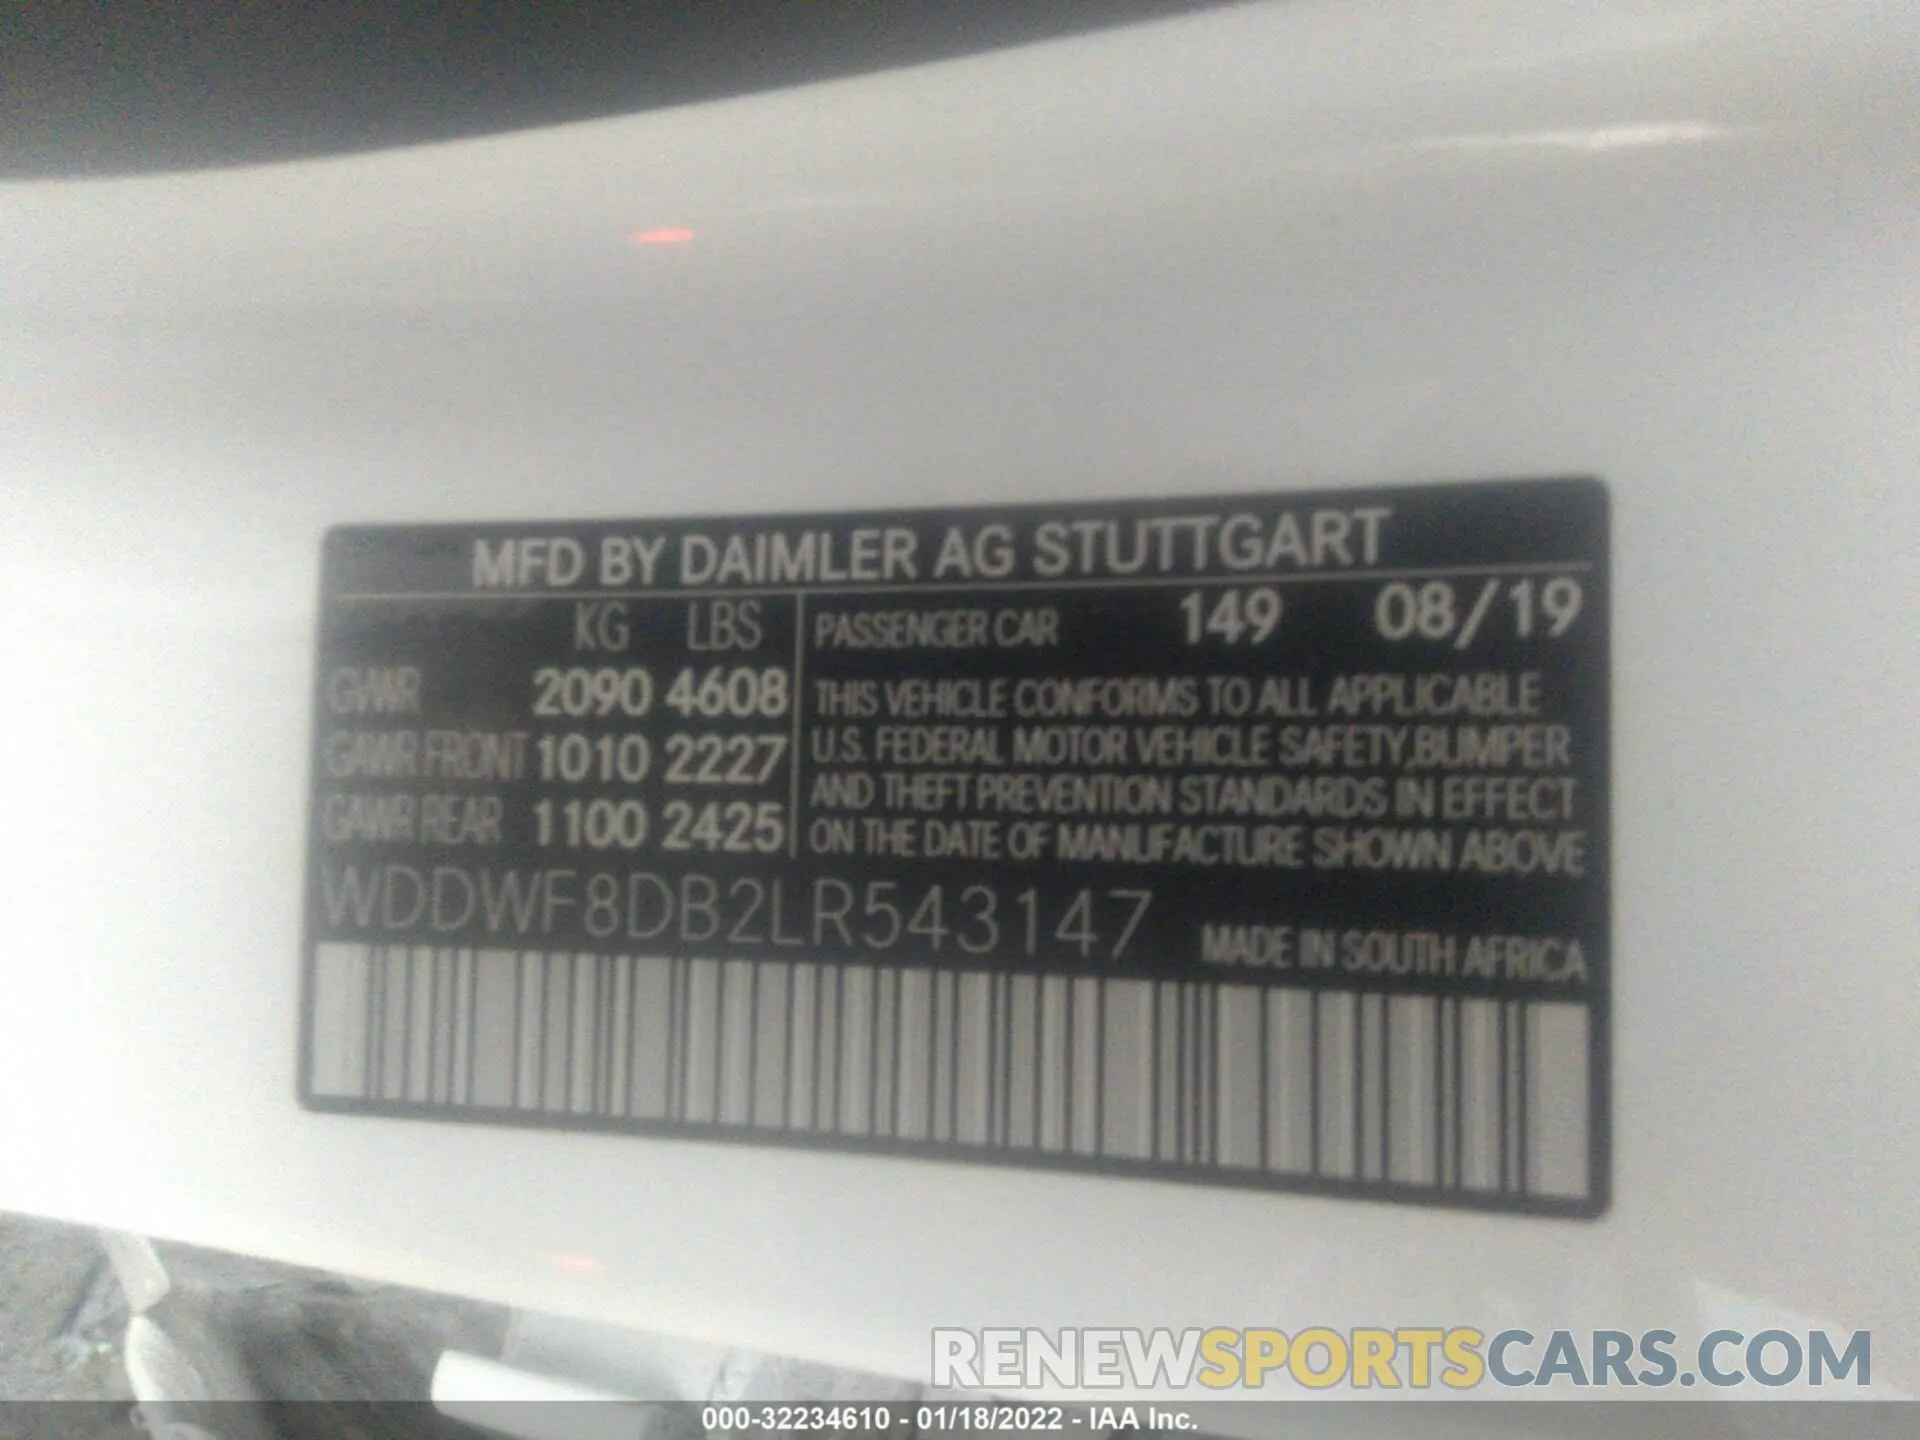 MFD BY DAIMLER AG STUTTGART
KG LBS
GVWR 2090 4608
GAWR FRONT 1010 2227
GAWR REAR 1100 2425
PASSENGER CAR 149 08/19
THIS VEHICLE CONFORMS TO ALL APPLICABLE
U.S. FEDERAL MOTOR VEHICLE SAFETY,BUMPER
AND THEFT PREVENTION STANDARDS IN EFFECT
ON THE DATE OF MANUFACTURE SHOWN ABOVE
WDDWF8DB2LR543147
MADE IN SOUTH AFRICA
RENEWSPORTSCARS.COM
000-32234610 - 01/18/2022 - IAA Inc.